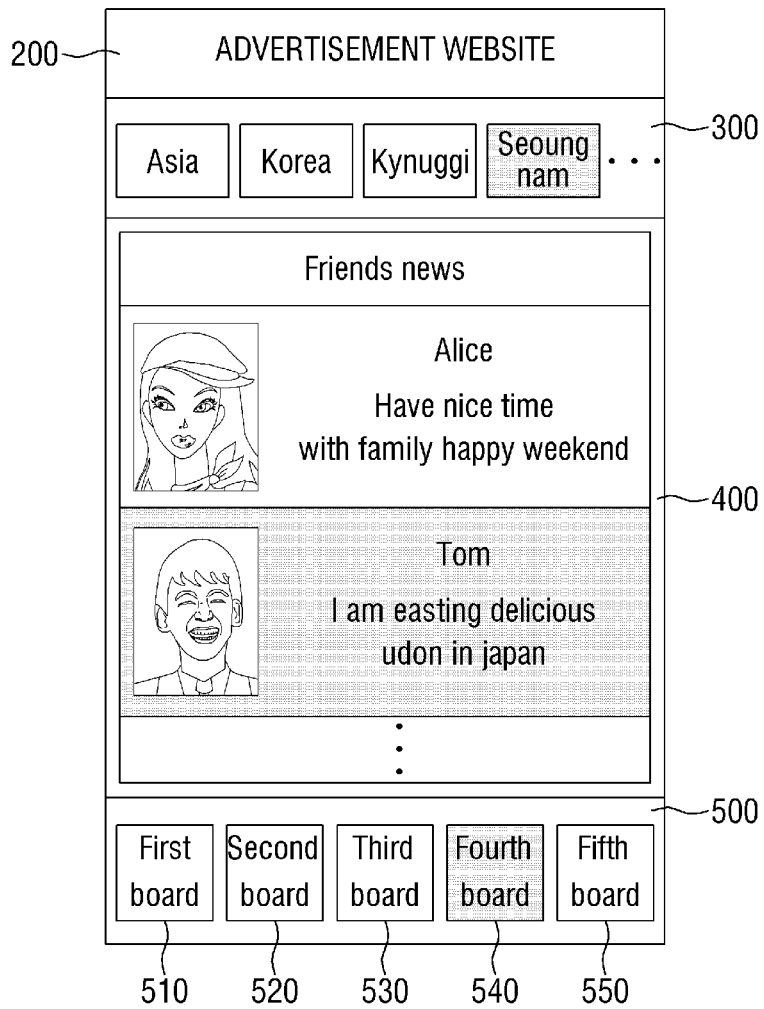 200
ADVERTISEMENT WEBSITE
300
Asia
Korea
Kynuggi
Seoung
nam
Friends news
Alice
Have nice time
with family happy weekend
400
Tom
I am easting delicious
udon in japan
500
First
board
Second
board
Third
board
Fourth
board
Fifth
board
510
520
530
540
550